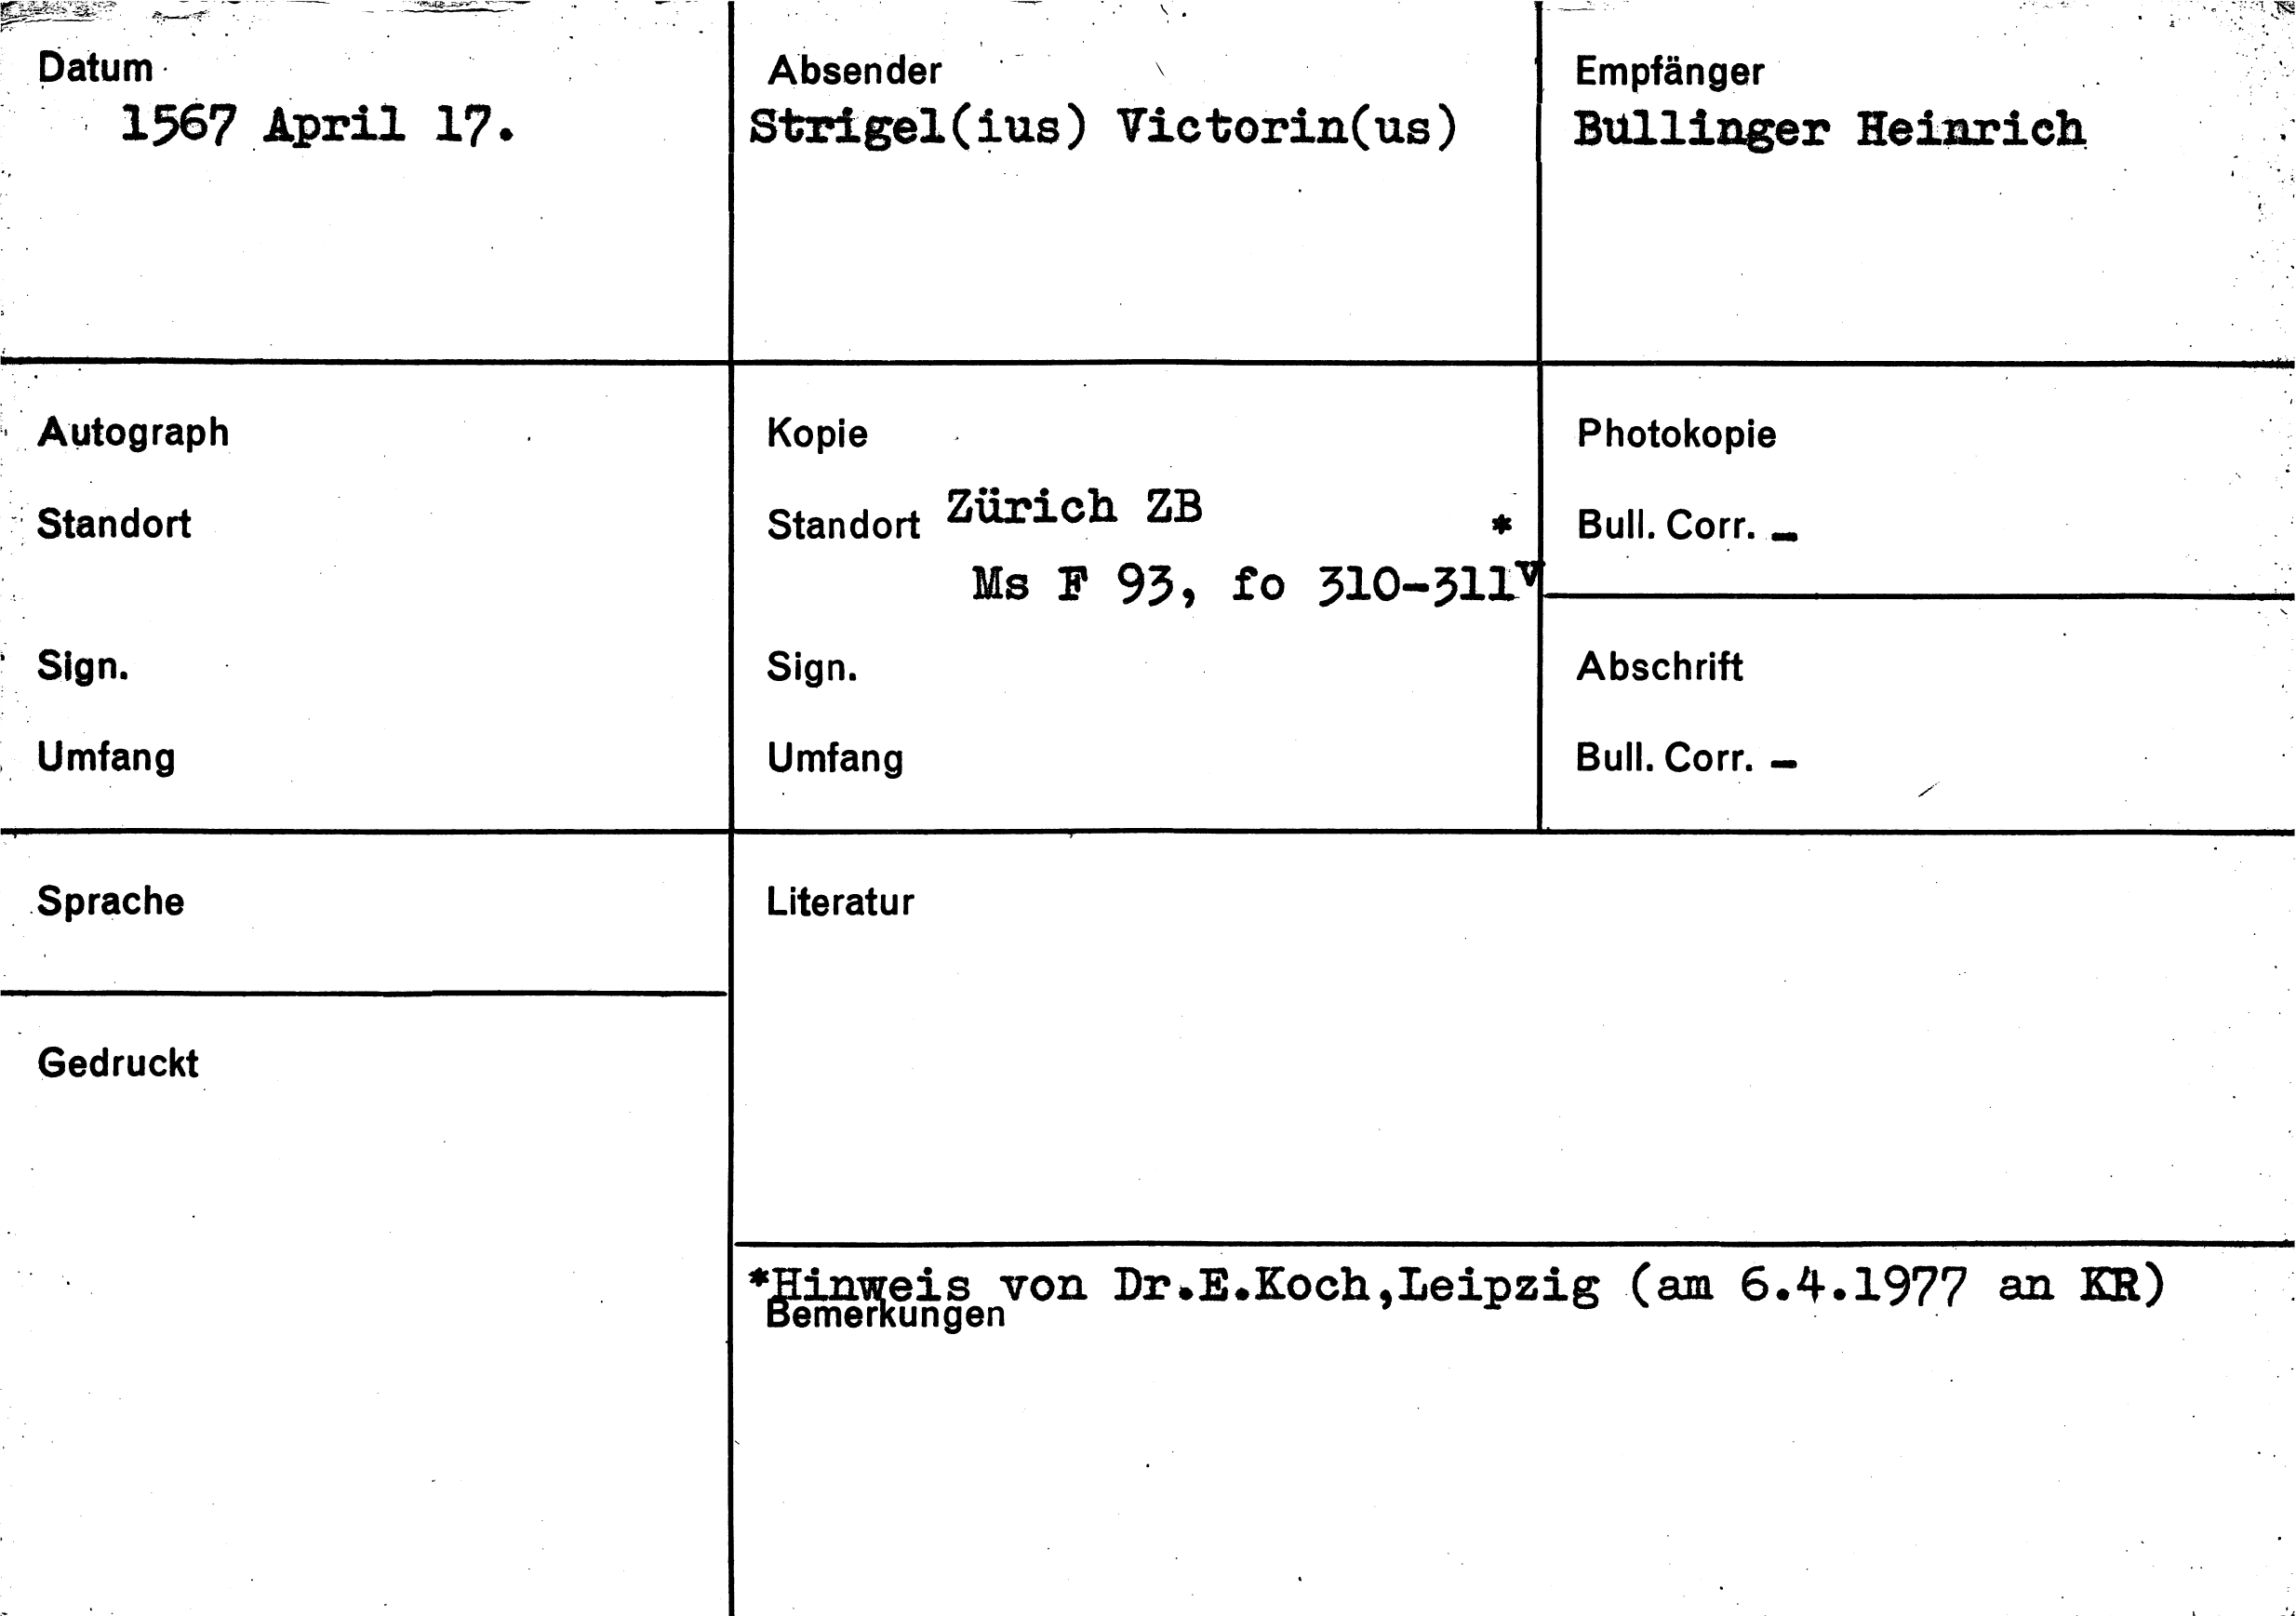 Datum
1567 April 17.
Absender
Strigel(ius) Victorin(us)
Empfänger
Bullinger Heinrich
Autograph
Standort
Sign.
Umfang
Kopie
Standort Zürich ZB *
Ms F 93, fo 310-311v
Sign.
Umfang
Photokopie
Bull. Corr. –
Abschrift
Bull. Corr. –
Sprache
Gedruckt
Literatur
*Hinweis von Dr.E.Koch,Leipzig (am 6.4.1977 an KR)
Bemerkungen